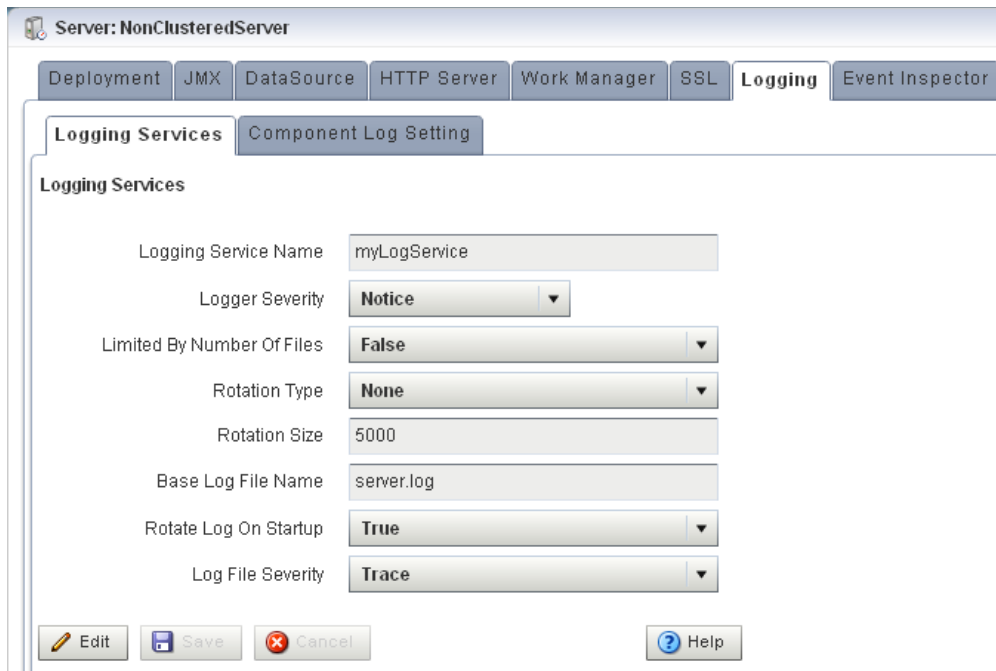 Server: NonClusteredServer
Deployment JMX DataSource HTTP Server Work Manager SSL Logging Event Inspector
Logging Services Component Log Setting
Logging Services
Logging Service Name myLogService
Logger Severity Notice
Limited By Number Of Files False
Rotation Type None
Rotation Size 5000
Base Log File Name server.log
Rotate Log On Startup True
Log File Severity Trace
Edit Save Cancel Help